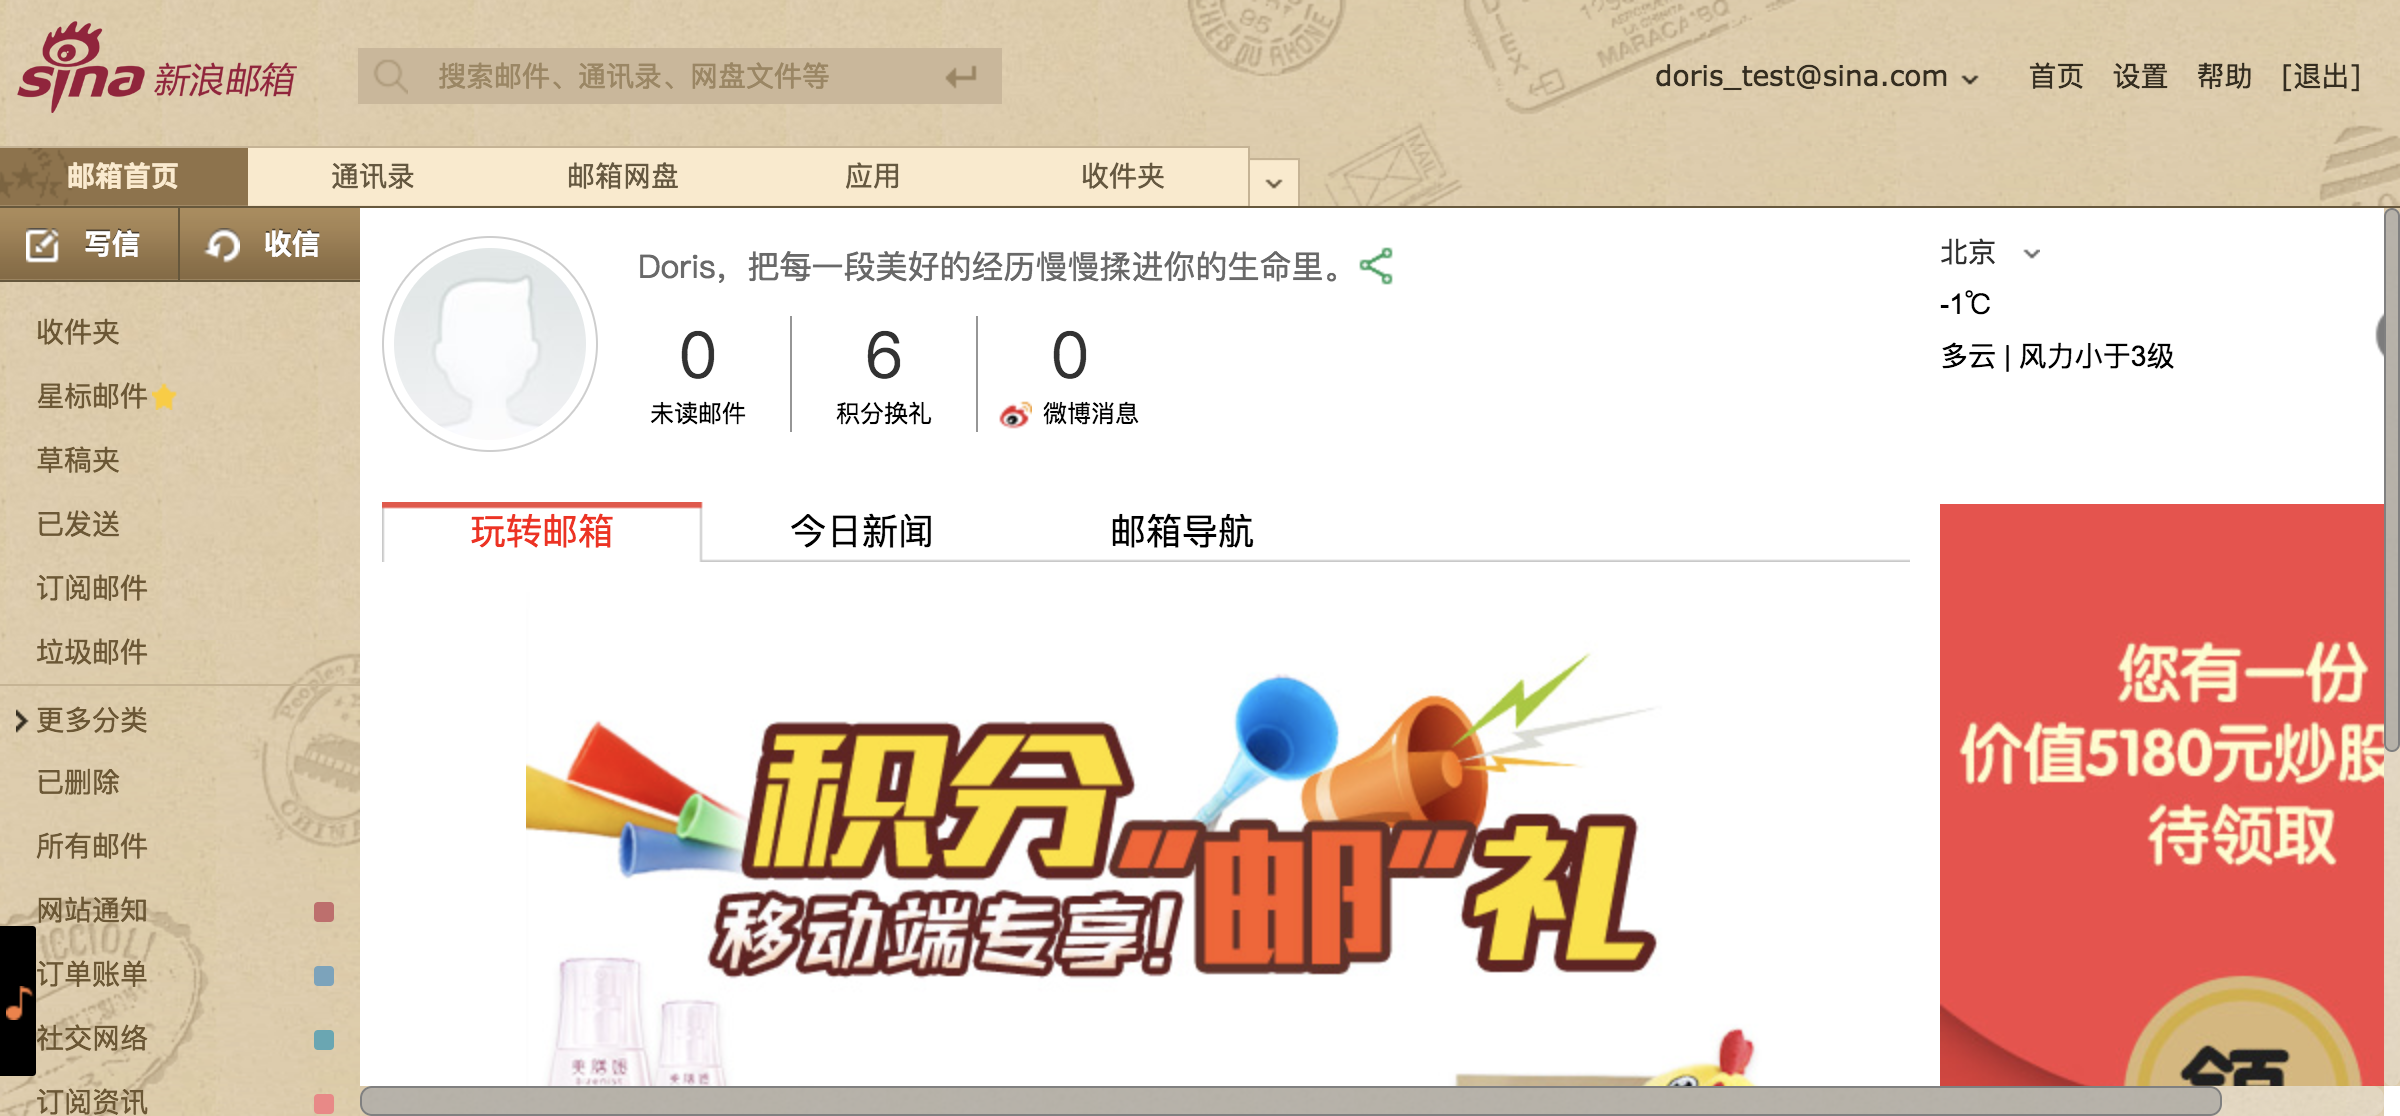 sina 新浪邮箱
搜索邮件、通讯录、网盘文件等
doris_test@sina.com 首页 设置 帮助 [退出]
邮箱首页 通讯录 邮箱网盘 应用 收件夹
写信 收信
收件夹
星标邮件
草稿夹
已发送
订阅邮件
垃圾邮件
更多分类
已删除
所有邮件
网站通知
订单账单
社交网络
订阅资讯
Doris，把每一段美好的经历慢慢揉进你的生命里。
0 6 0
未读邮件 积分换礼 微博消息
北京
-1℃
多云 | 风力小于3级
玩转邮箱 今日新闻 邮箱导航
积分“邮”礼
移动端专享!
您有一份
价值5180元炒股
待领取
领
MARACAIBO
MAIL